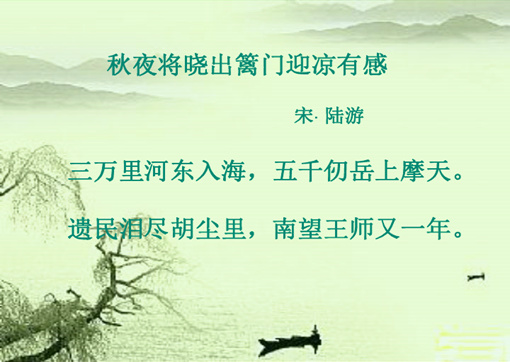 秋夜将晓出篱门迎凉有感
宋·陆游
三万里河东入海，五千仞岳上摩天。
遗民泪尽胡尘里，南望王师又一年。